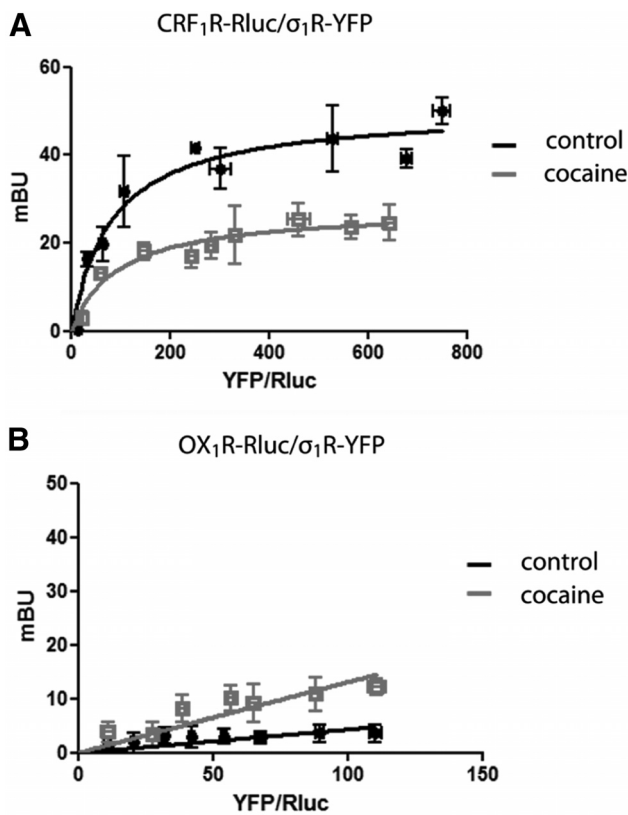 A
CRF₁R-Rluc/σ₁R-YFP
60
40
20
0
mBU
control
cocaine
0 200 400 600 800
YFP/Rluc
B
OX₁R-Rluc/σ₁R-YFP
50
40
30
20
10
0
mBU
control
cocaine
0 50 100 150
YFP/Rluc